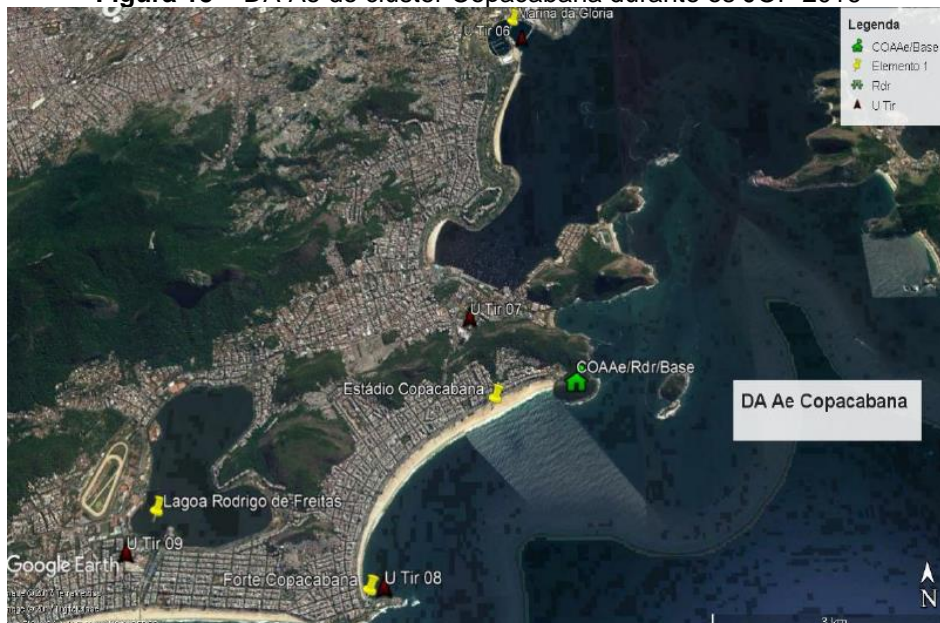 DA Ae do cluster Copacabana durante os JOP 2016
Marina da Glória
U Tir 06
Legenda
COAAe/Base
Elemento 1
Rdr
U Tir
U Tir 07
COAAe/Rdr/Base
Estádio Copacabana
DA Ae Copacabana
Lagoa Rodrigo de Freitas
U Tir 09
Google Earth
Forte Copacabana
U Tir 08
N
3 km